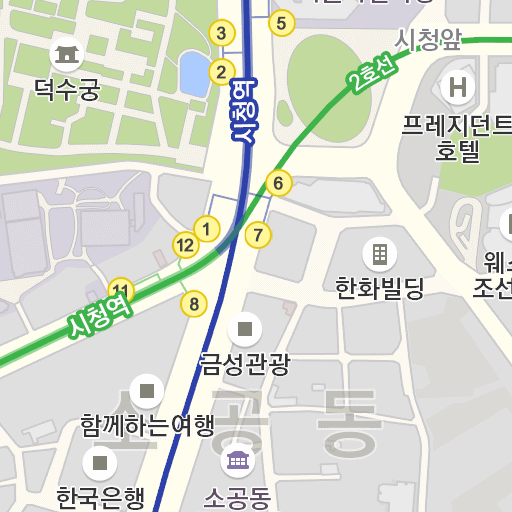 3
5
시청앞
2호선
2
덕수궁
시청역
프레지던트
호텔
6
1
7
12
웨스
조선
한화빌딩
11
8
시청역
금성관광
소공동
함께하는여행
한국은행
소공동